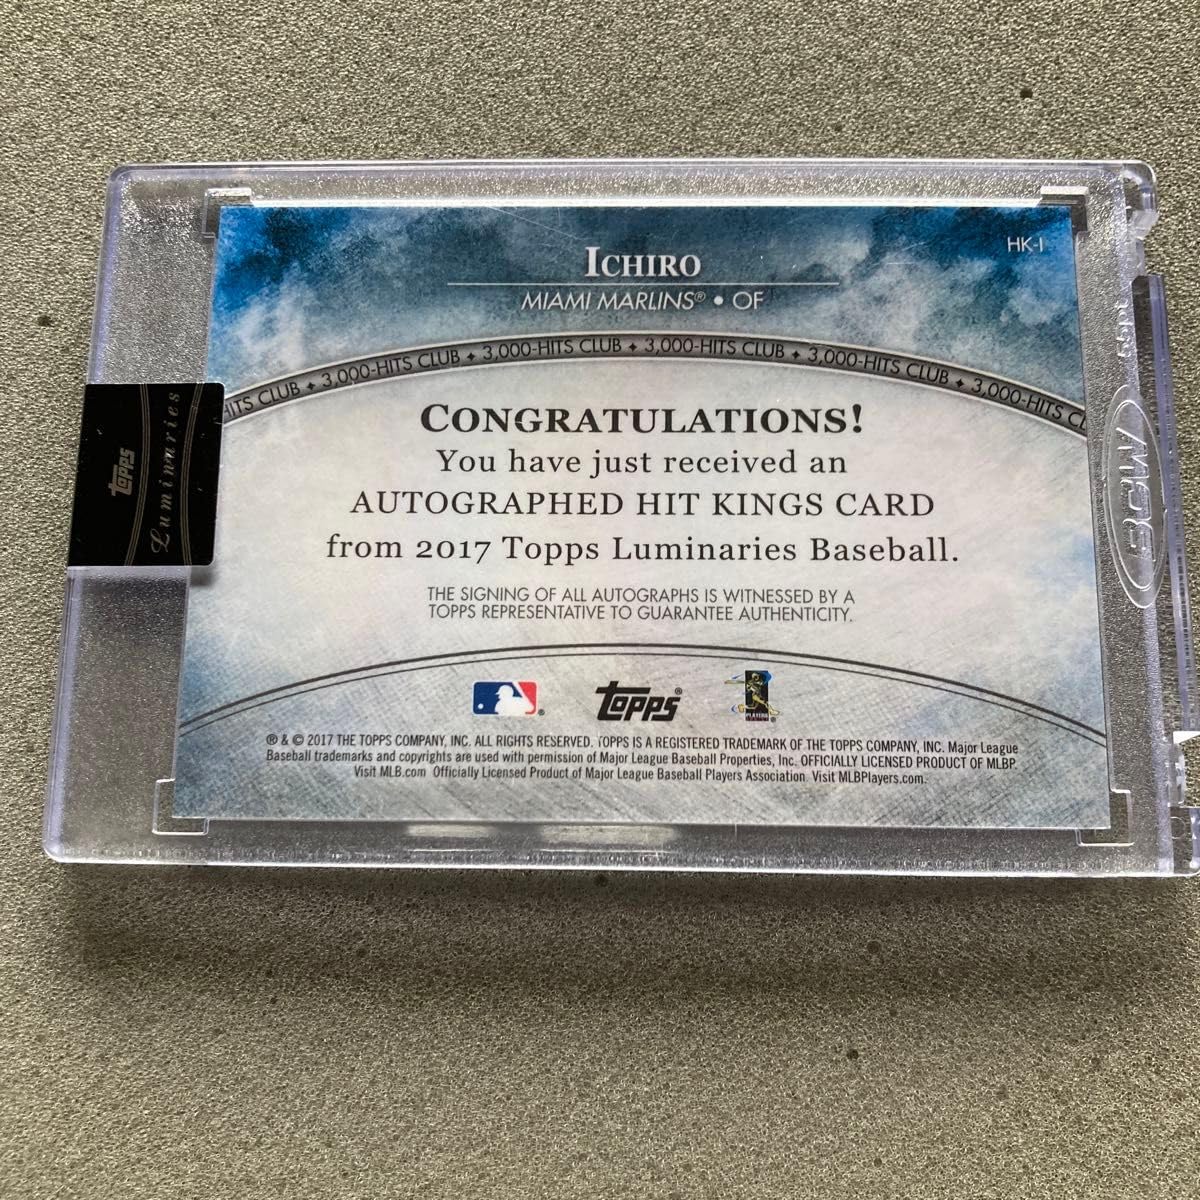 HK-I
ICHIRO
MIAMI MARLINS® • OF
HITS CLUB ✦ 3,000-HITS CLUB ✦ 3,000-HITS CLUB ✦ 3,000-HITS CLUB ✦ 3,000-HITS CLUB ✦ 3,000-HITS CL
CONGRATULATIONS!
You have just received an
AUTOGRAPHED HIT KINGS CARD
from 2017 Topps Luminaries Baseball.
THE SIGNING OF ALL AUTOGRAPHS IS WITNESSED BY A
TOPPS REPRESENTATIVE TO GUARANTEE AUTHENTICITY.
® topps® PLAYERS ®
® & © 2017 THE TOPPS COMPANY, INC. ALL RIGHTS RESERVED. TOPPS IS A REGISTERED TRADEMARK OF THE TOPPS COMPANY, INC. Major League
Baseball trademarks and copyrights are used with permission of Major League Baseball Properties, Inc. OFFICIALLY LICENSED PRODUCT OF MLBP.
Visit MLB.com Officially Licensed Product of Major League Baseball Players Association. Visit MLBPlayers.com.
topps
Luminaries